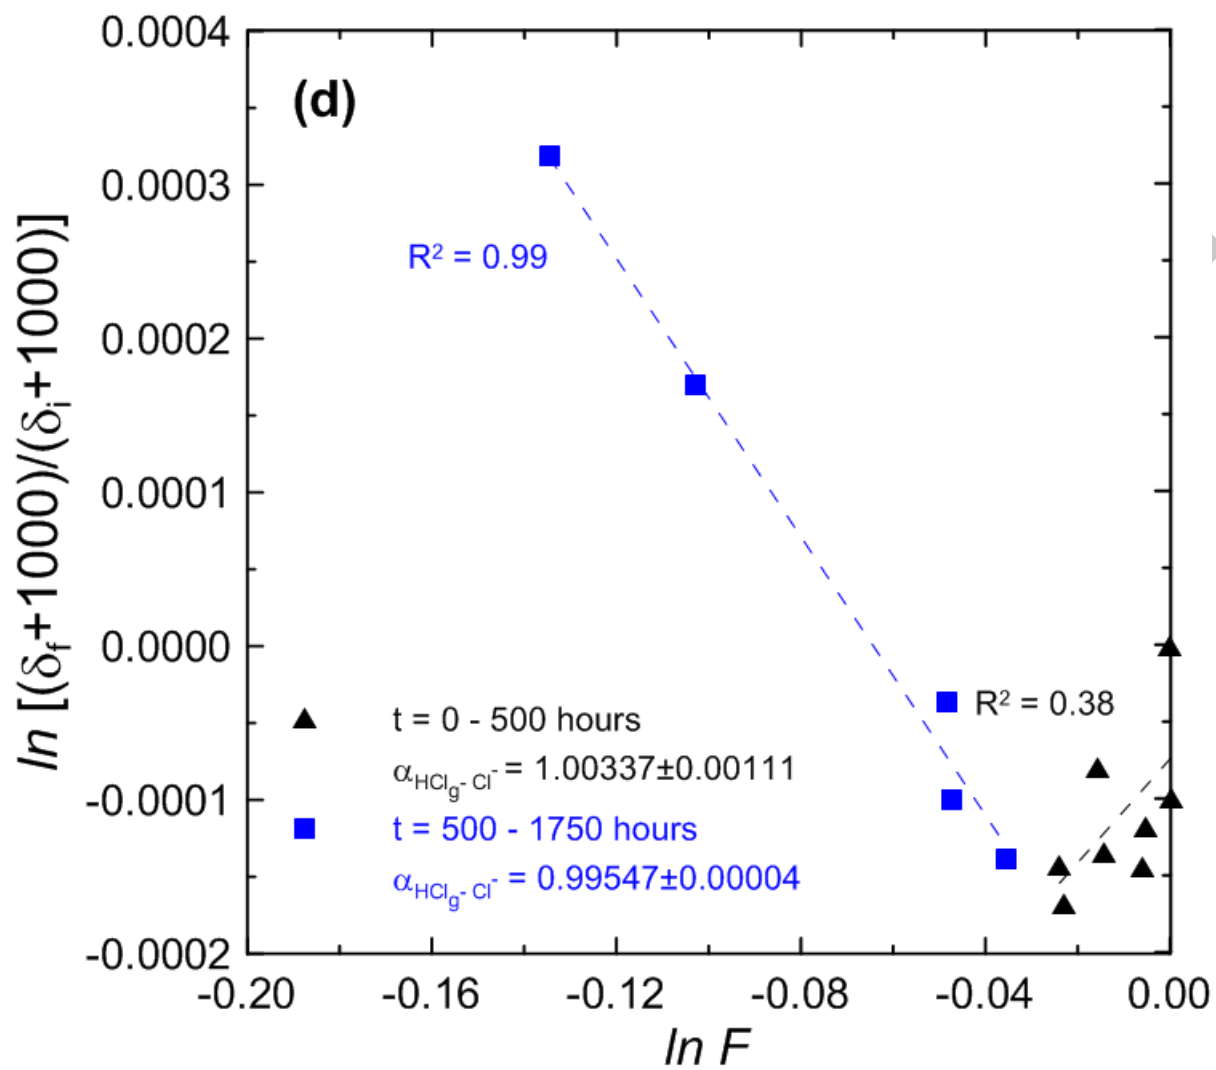 0.0004
(d)
0.0003
R² = 0.99
0.0002
0.0001
0.0000
R² = 0.38
t = 0 - 500 hours
α_HCl_g- Cl⁻ = 1.00337±0.00111
-0.0001
t = 500 - 1750 hours
α_HCl_g- Cl⁻ = 0.99547±0.00004
-0.0002
ln [(δf+1000)/(δi+1000)]
-0.20 -0.16 -0.12 -0.08 -0.04 0.00
ln F